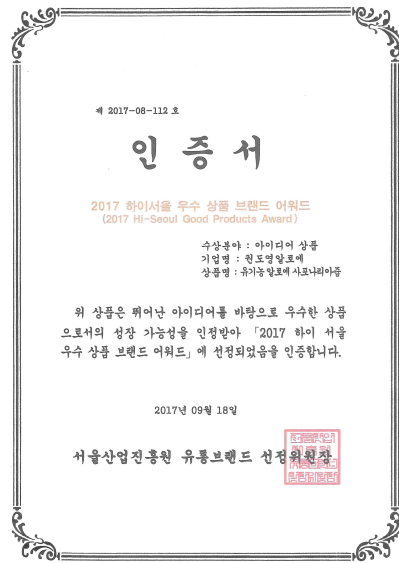 제 2017-08-112 호
인 증 서
2017 하이서울 우수 상품 브랜드 어워드
(2017 Hi-Seoul Good Products Award)
수상분야 : 아이디어 상품
기업명 : 원도영알로에
상품명 : 유기농 알로에 사포나리아즙
위 상품은 뛰어난 아이디어를 바탕으로 우수한 상품
으로서의 성장 가능성을 인정받아 「2017 하이 서울
우수 상품 브랜드 어워드」에 선정되었음을 인증합니다.
2017년 09월 18일
서울산업진흥원 유통브랜드 선정위원장